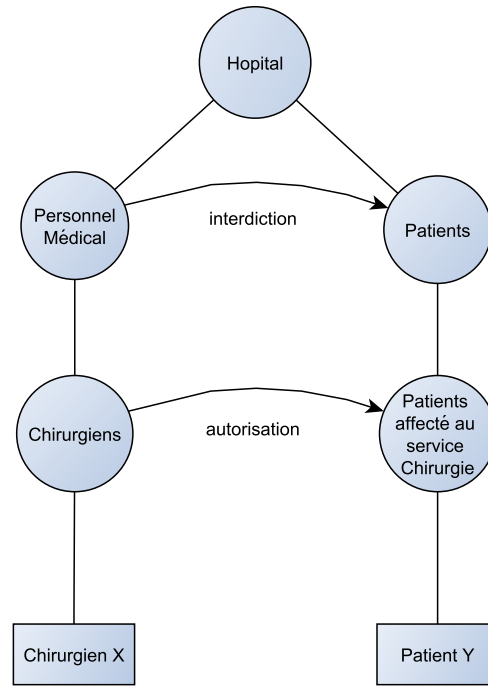 Hopital
Personnel
Médical
interdiction
Patients
Chirurgiens
autorisation
Patients
affecté au
service
Chirurgie
Chirurgien X
Patient Y